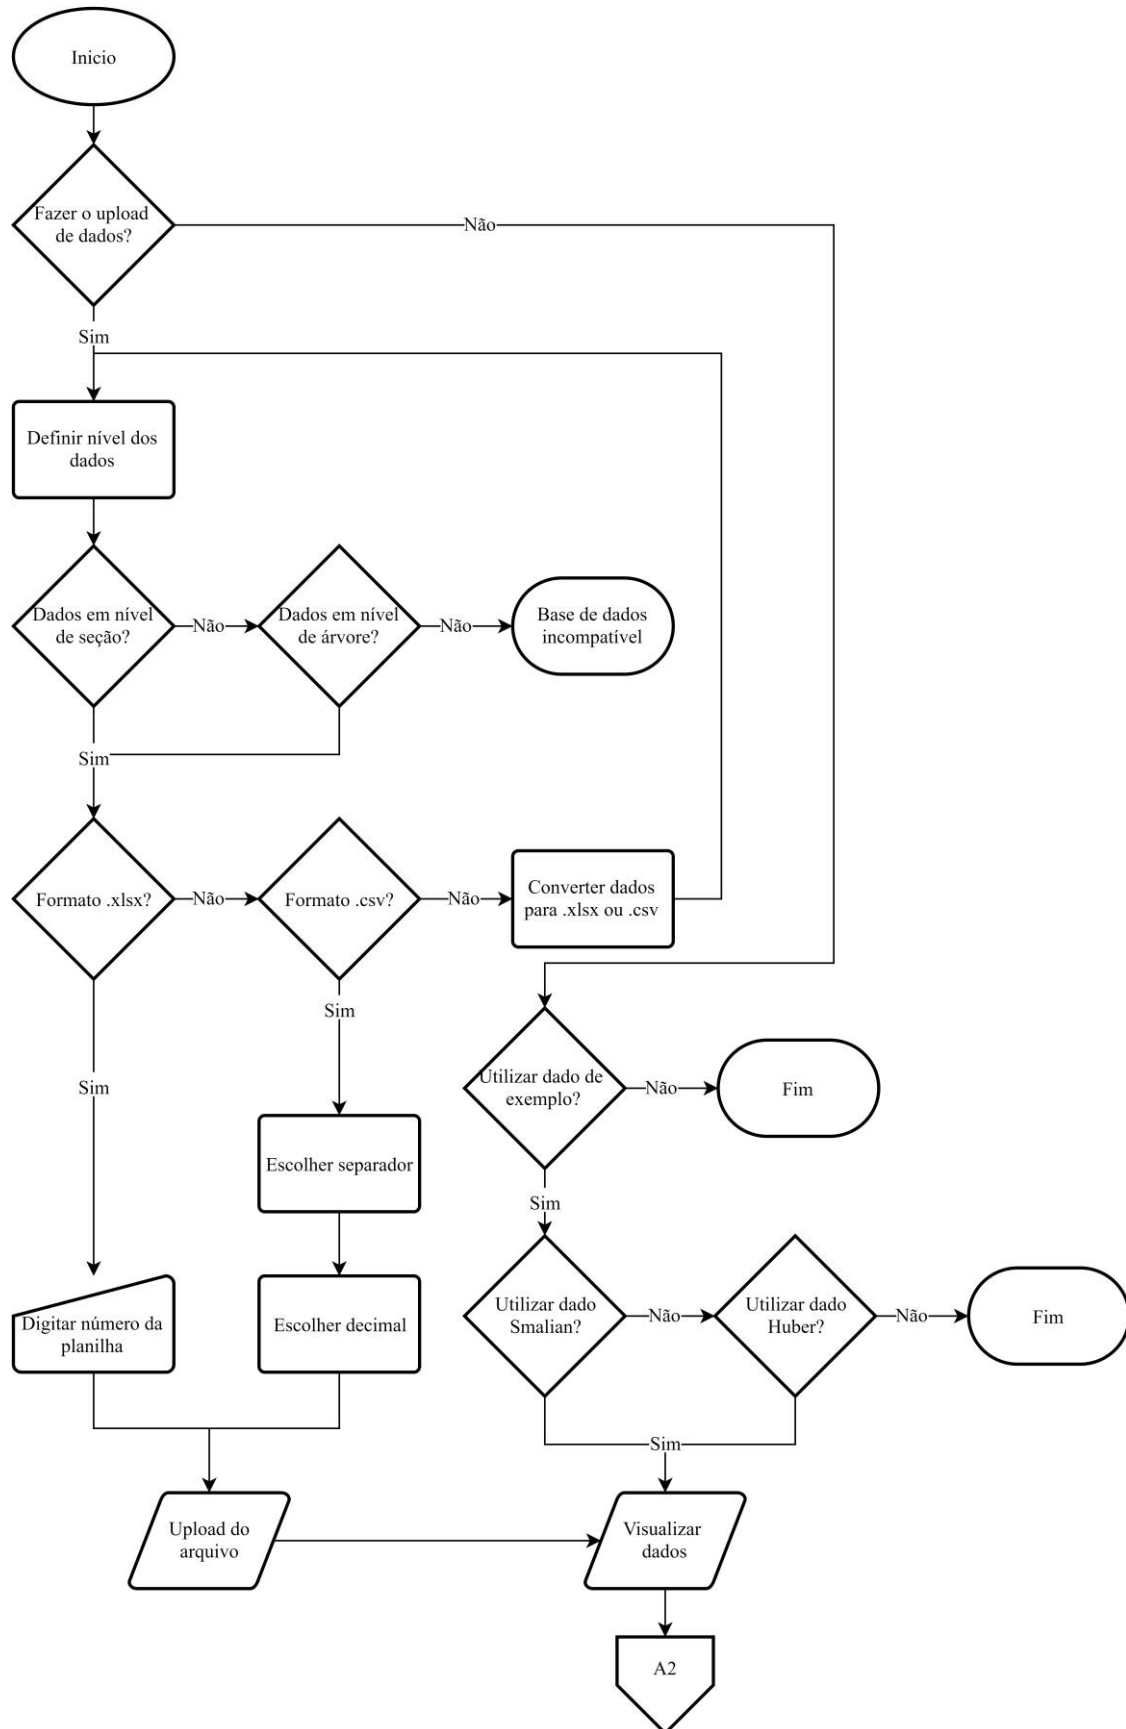 Inicio
Fazer o upload
de dados?
Não
Sim
Definir nível dos
dados
Dados em nível
de seção?
Não
Dados em nível
de árvore?
Não
Base de dados
incompatível
Sim
Formato .xlsx?
Não
Formato .csv?
Não
Converter dados
para .xlsx ou .csv
Sim
Sim
Utilizar dado de
exemplo?
Não
Fim
Escolher separador
Sim
Digitar número da
planilha
Escolher decimal
Utilizar dado
Smalian?
Não
Utilizar dado
Huber?
Não
Fim
Sim
Upload do
arquivo
Visualizar
dados
A2